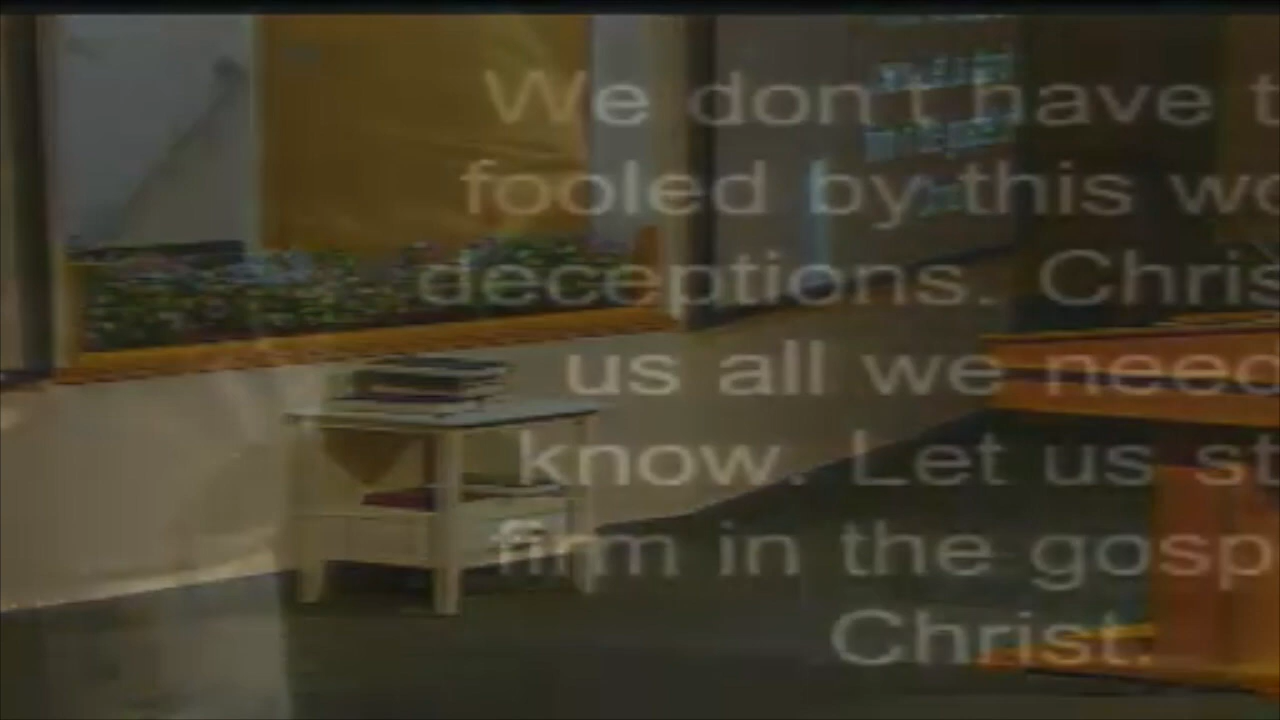 We don't have t
fooled by this wo
deceptions. Chris
us all we need
know. Let us st
firm in the gosp
Christ.